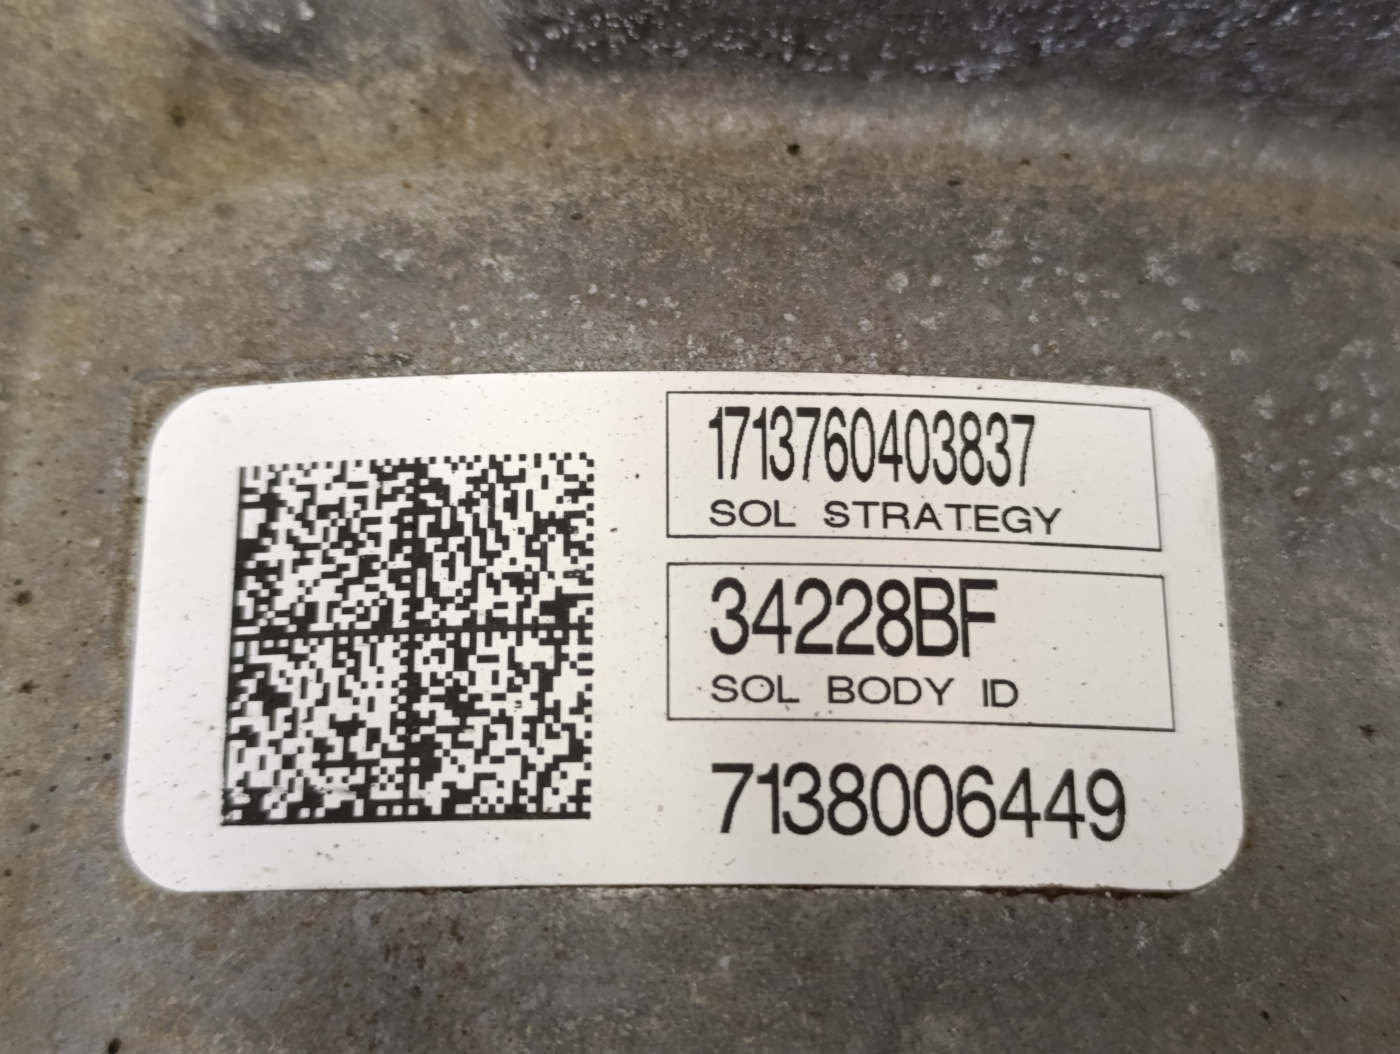 1713760403837
SOL STRATEGY
34228BF
SOL BODY ID
7138006449